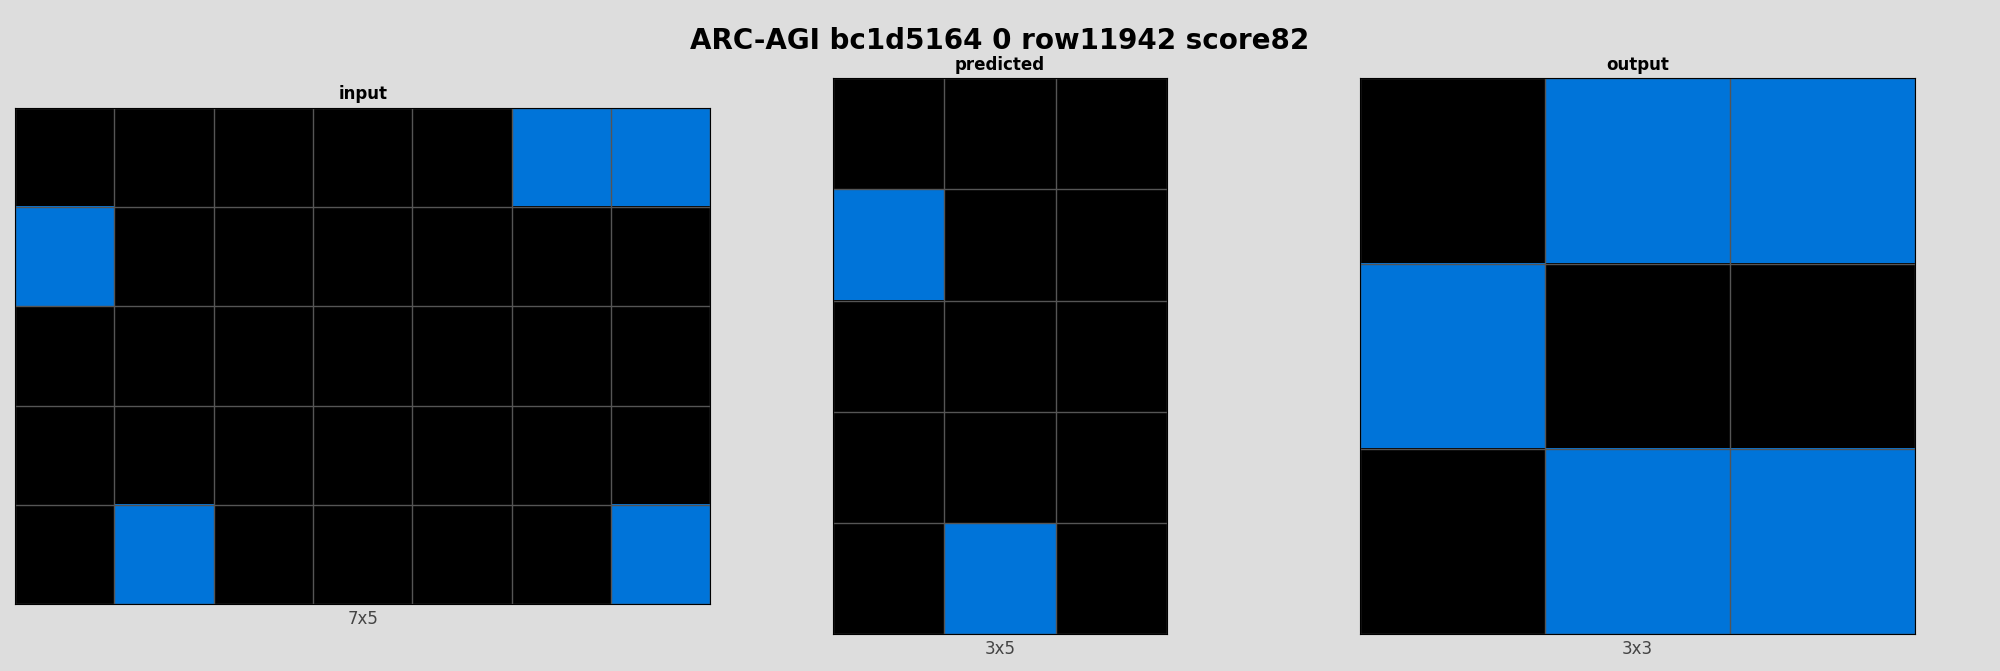 ARC-AGI bc1d5164 0 row11942 score82
input
predicted
output
7x5
3x5
3x3